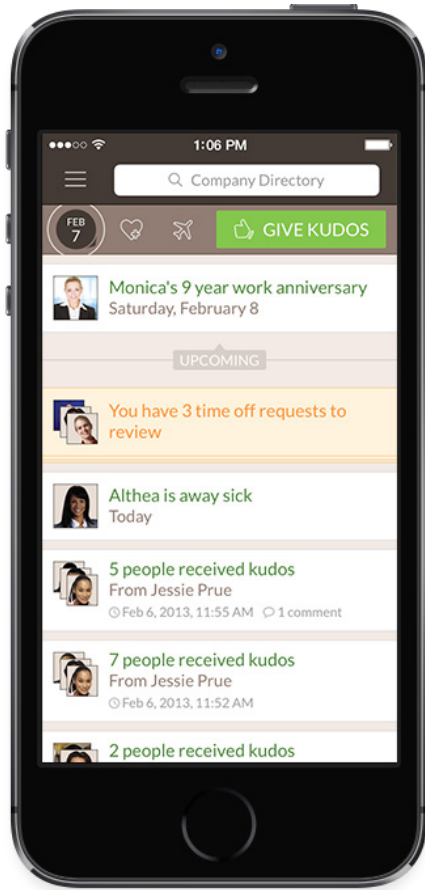 1:06 PM
Company Directory
FEB
7
GIVE KUDOS
Monica's 9 year work anniversary
Saturday, February 8
UPCOMING
You have 3 time off requests to
review
Althea is away sick
Today
5 people received kudos
From Jessie Prue
Feb 6, 2013, 11:55 AM 1 comment
7 people received kudos
From Jessie Prue
Feb 6, 2013, 11:52 AM
2 people received kudos